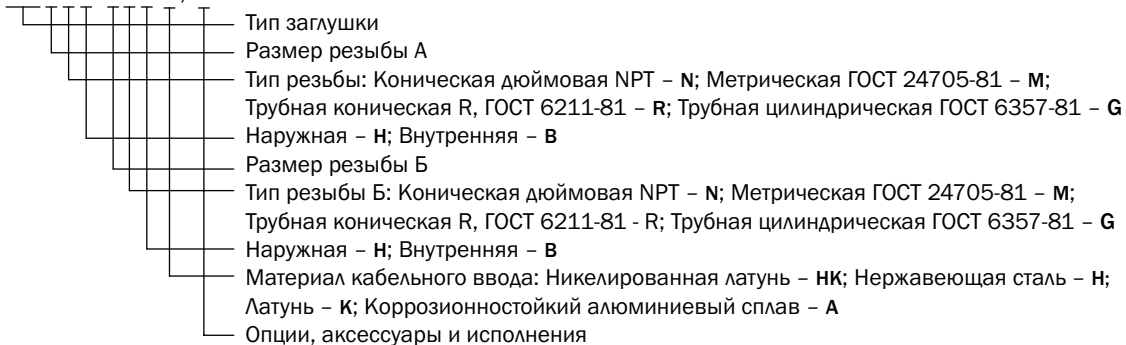 Тип заглушки
Размер резыбы А
Тип резьбы: Коническая дюймовая NPT – N; Метрическая ГОСТ 24705-81 – M;
Трубная коническая R, ГОСТ 6211-81 – R; Трубная цилиндрическая ГОСТ 6357-81 – G
Наружная – Н; Внутренняя – В
Размер резыбы Б
Тип резыбы Б: Коническая дюймовая NPT – N; Метрическая ГОСТ 24705-81 – M;
Трубная коническая R, ГОСТ 6211-81 - R; Трубная цилиндрическая ГОСТ 6357-81 – G
Наружная – Н; Внутренняя – В
Материал кабельного ввода: Никелированная латунь – НК; Нержавеющая сталь – Н;
Латунь – К; Коррозионностойкий алюминиевый сплав – А
Опции, аксессуары и исполнения